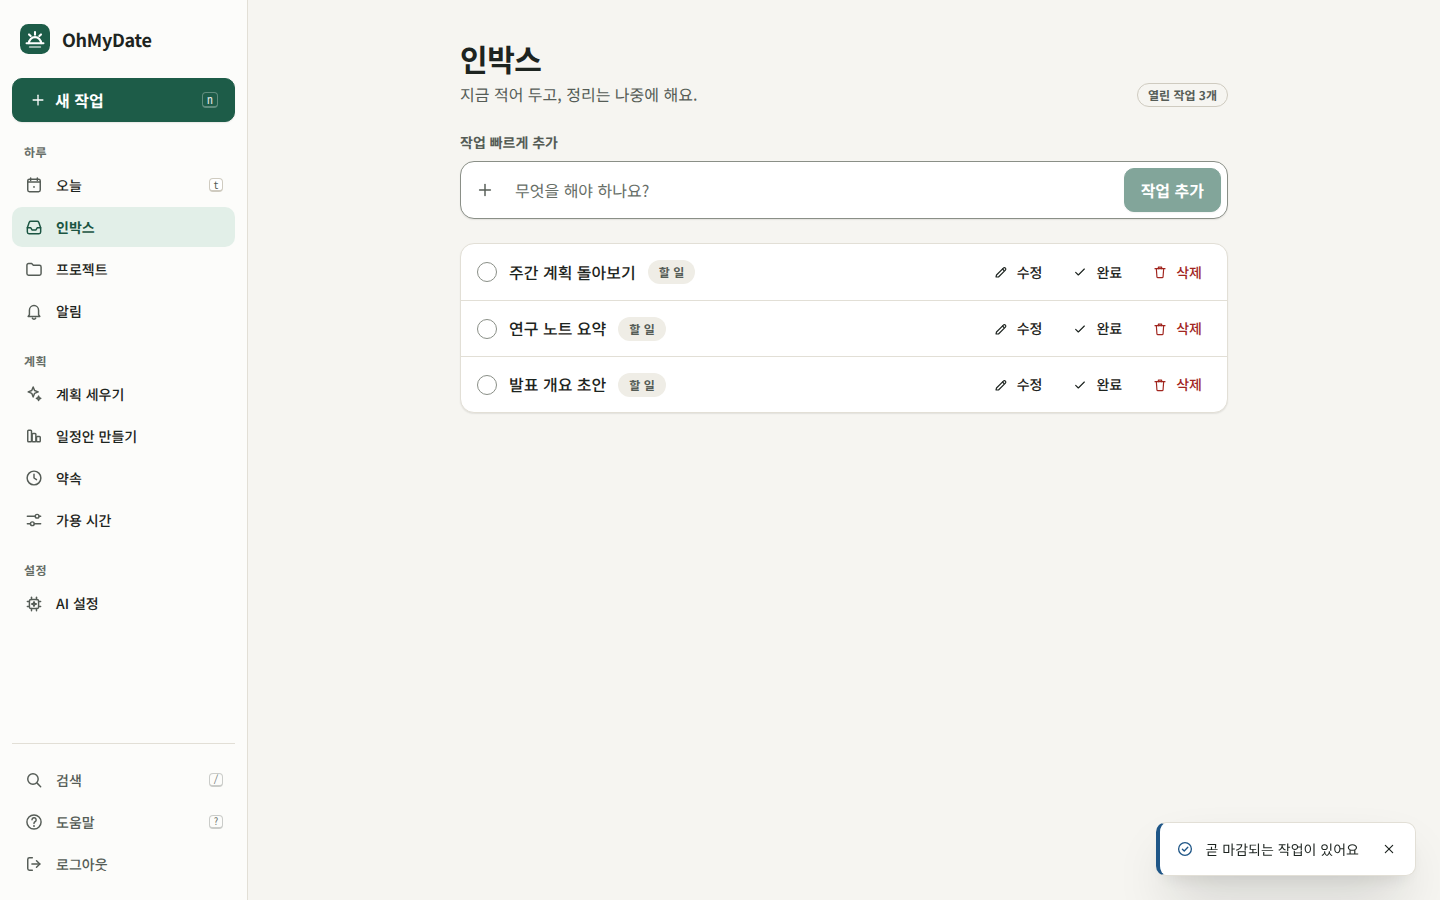 OhMyDate
새 작업 n
하루
오늘 t
인박스
프로젝트
알림
계획
계획 세우기
일정안 만들기
약속
가용 시간
설정
AI 설정
검색 /
도움말 ?
로그아웃
인박스
지금 적어 두고, 정리는 나중에 해요.
열린 작업 3개
작업 빠르게 추가
무엇을 해야 하나요? 작업 추가
주간 계획 돌아보기 할 일 수정 완료 삭제
연구 노트 요약 할 일 수정 완료 삭제
발표 개요 초안 할 일 수정 완료 삭제
곧 마감되는 작업이 있어요